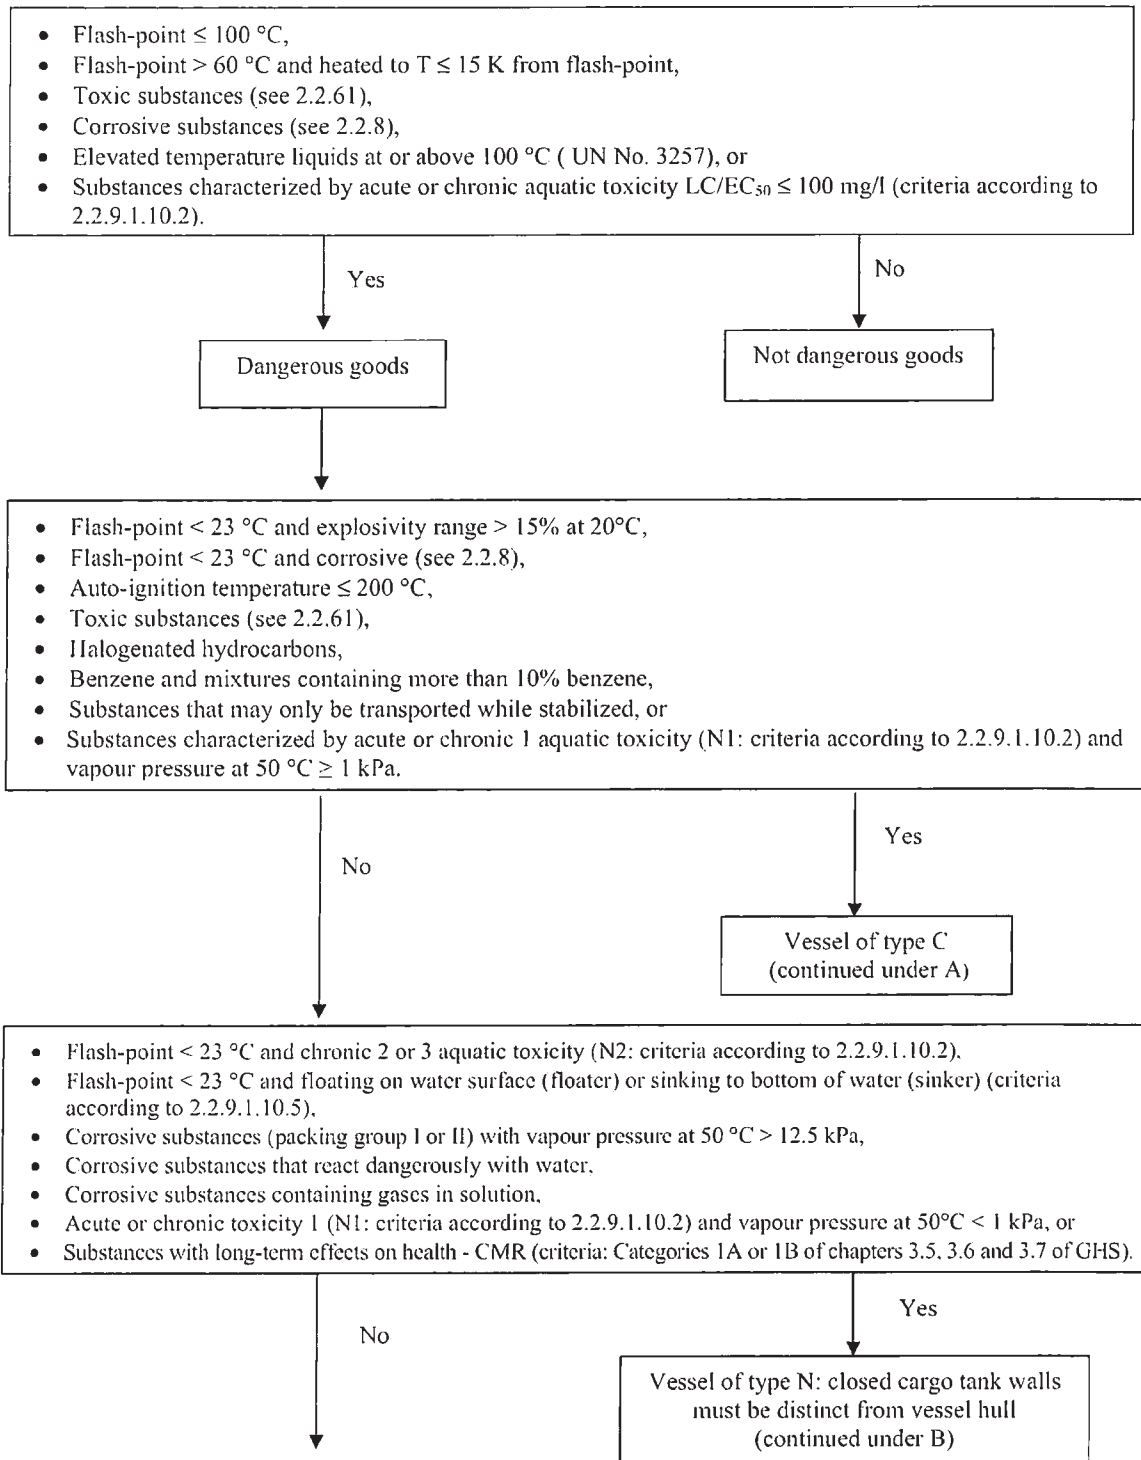 • Flash-point ≤ 100 °C,
• Flash-point > 60 °C and heated to T ≤ 15 K from flash-point,
• Toxic substances (see 2.2.61),
• Corrosive substances (see 2.2.8),
• Elevated temperature liquids at or above 100 °C ( UN No. 3257), or
• Substances characterized by acute or chronic aquatic toxicity LC/EC₅₀ ≤ 100 mg/l (criteria according to
2.2.9.1.10.2).
Yes
No
Dangerous goods
Not dangerous goods
• Flash-point < 23 °C and explosivity range > 15% at 20°C,
• Flash-point < 23 °C and corrosive (see 2.2.8),
• Auto-ignition temperature ≤ 200 °C,
• Toxic substances (see 2.2.61),
• Halogenated hydrocarbons,
• Benzene and mixtures containing more than 10% benzene,
• Substances that may only be transported while stabilized, or
• Substances characterized by acute or chronic 1 aquatic toxicity (N1: criteria according to 2.2.9.1.10.2) and
vapour pressure at 50 °C ≥ 1 kPa.
No
Yes
Vessel of type C
(continued under A)
• Flash-point < 23 °C and chronic 2 or 3 aquatic toxicity (N2: criteria according to 2.2.9.1.10.2),
• Flash-point < 23 °C and floating on water surface (floater) or sinking to bottom of water (sinker) (criteria
according to 2.2.9.1.10.5),
• Corrosive substances (packing group I or II) with vapour pressure at 50 °C > 12.5 kPa,
• Corrosive substances that react dangerously with water,
• Corrosive substances containing gases in solution,
• Acute or chronic toxicity 1 (N1: criteria according to 2.2.9.1.10.2) and vapour pressure at 50°C < 1 kPa, or
• Substances with long-term effects on health - CMR (criteria: Categories 1A or 1B of chapters 3.5, 3.6 and 3.7 of GHS).
No
Yes
Vessel of type N: closed cargo tank walls
must be distinct from vessel hull
(continued under B)